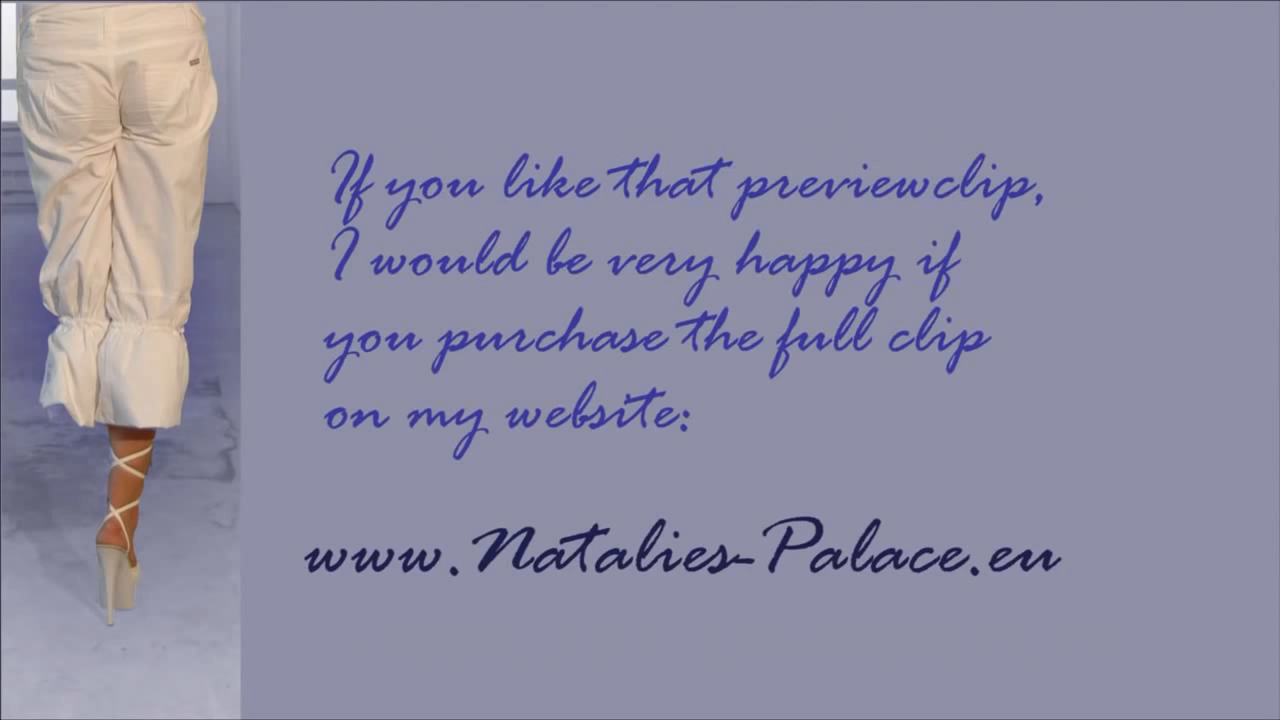 If you like that previewclip,
I would be very happy if
you purchase the full clip
on my website:
www.Natalies-Palace.eu